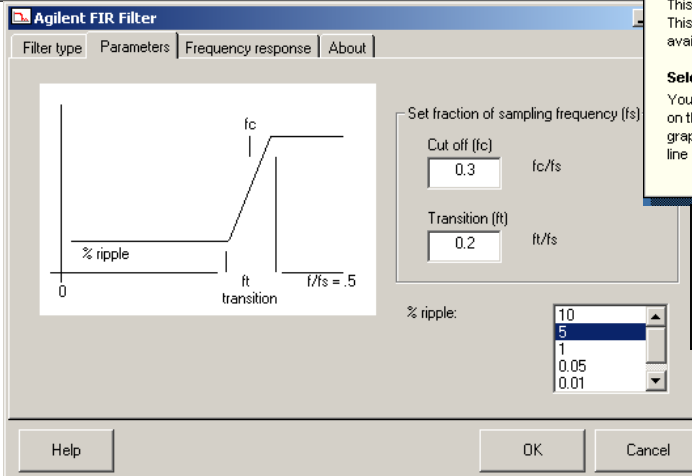 Agilent FIR Filter
Filter type Parameters Frequency response About
fc
% ripple
0
ft
transition
f/fs = .5
Set fraction of sampling frequency (fs)
Cut off (fc)
0.3 fc/fs
Transition (ft)
0.2 ft/fs
% ripple:
10
5
1
0.05
0.01
Help OK Cancel
This
This
avai
Sele
You
on th
grap
line